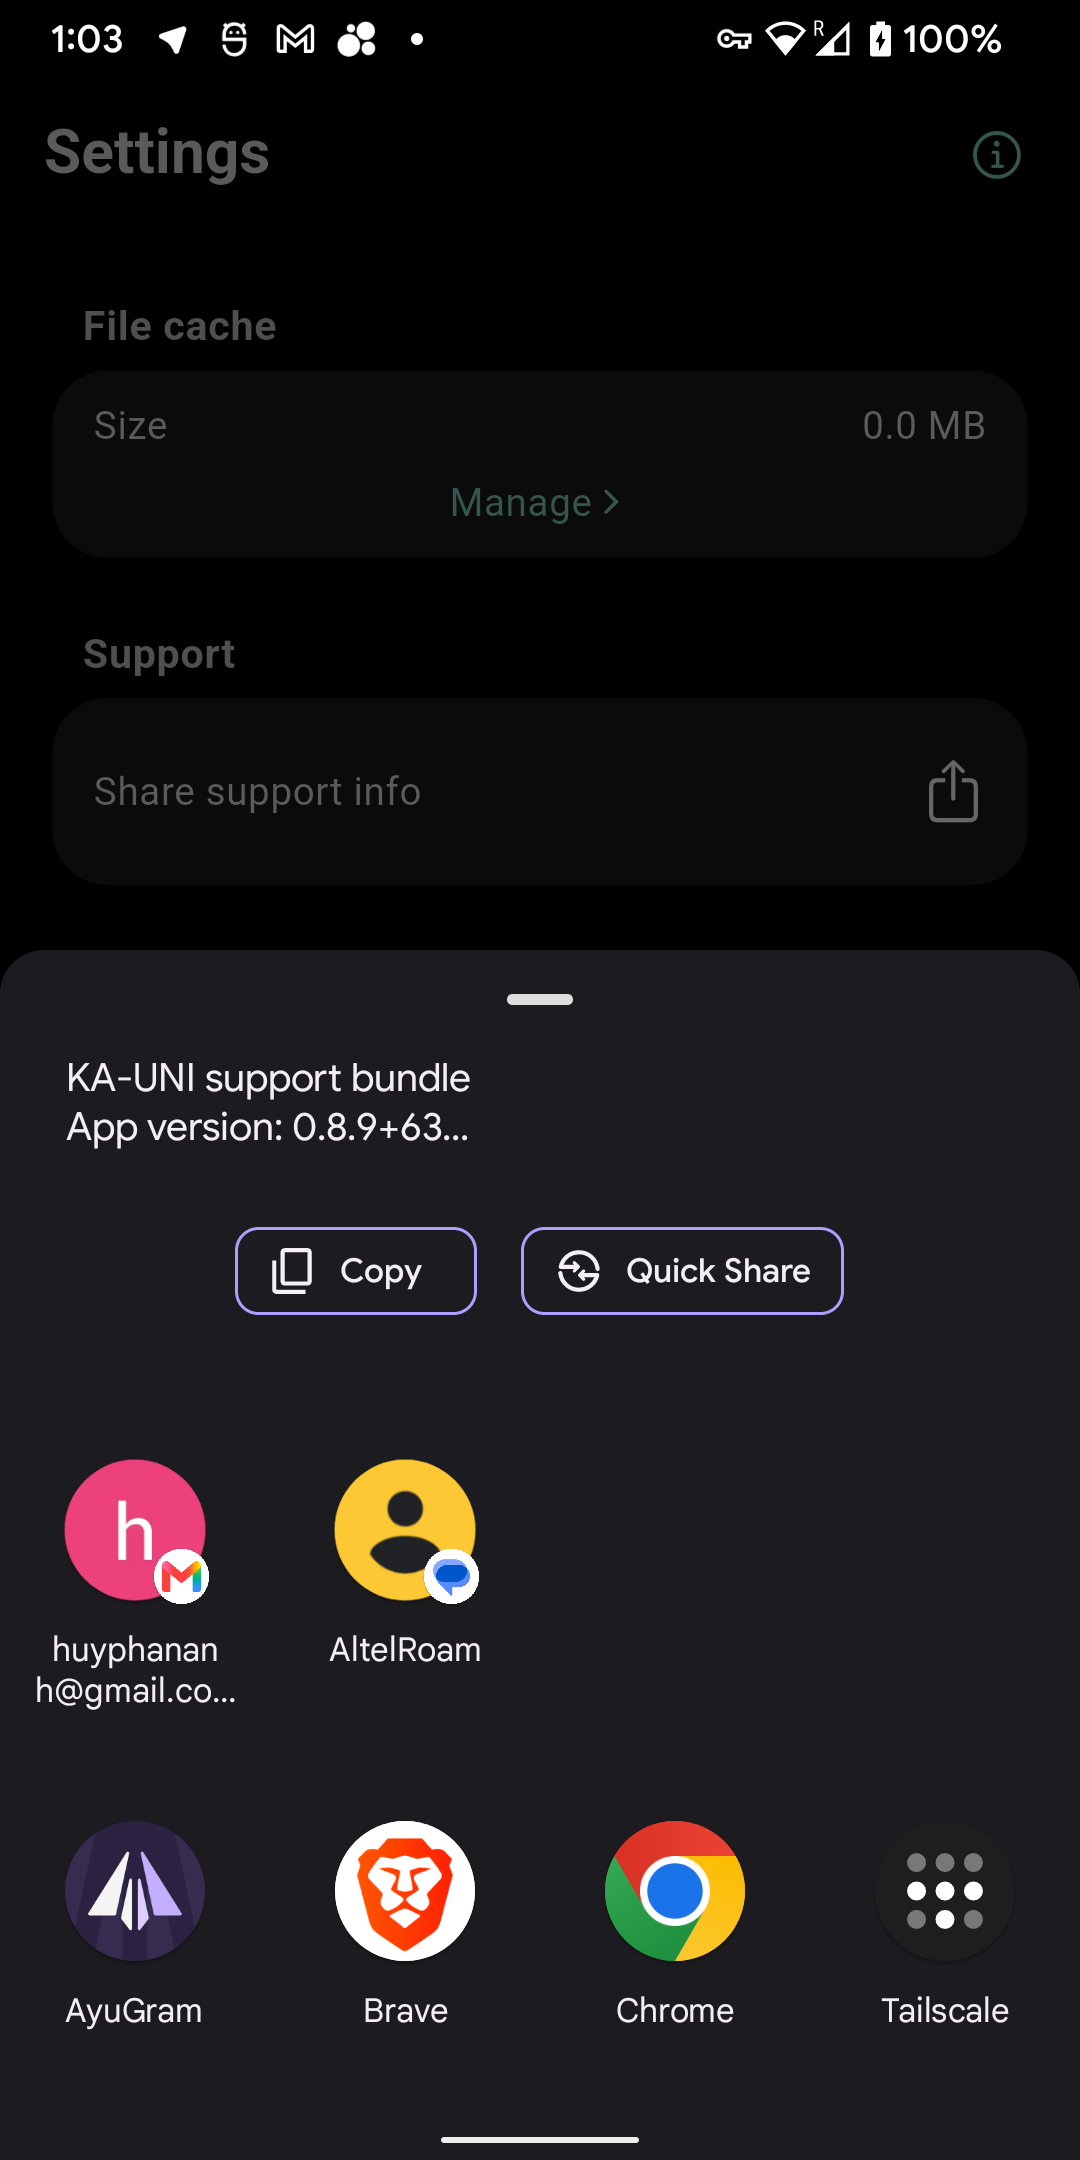 1:03
R
100%
Settings
File cache
Size 0.0 MB
Manage
Support
Share support info
KA-UNI support bundle
App version: 0.8.9+63...
Copy
Quick Share
h
huyphanan
h@gmail.co...
AltelRoam
AyuGram
Brave
Chrome
Tailscale